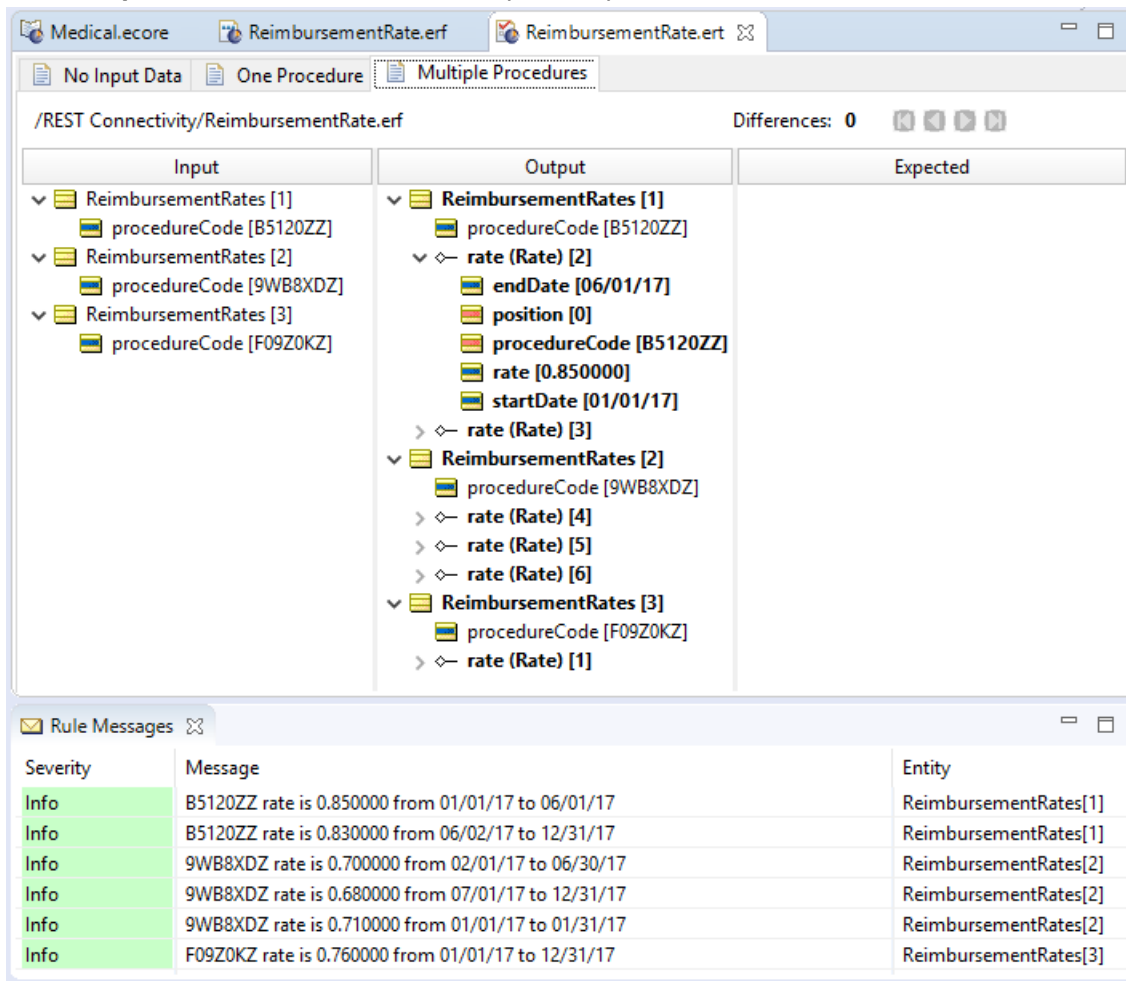 Medical.ecore ReimbursementRate.erf ReimbursementRate.ert
No Input Data One Procedure Multiple Procedures
/REST Connectivity/ReimbursementRate.erf Differences: 0
Input Output Expected
ReimbursementRates [1]
procedureCode [B5120ZZ]
ReimbursementRates [2]
procedureCode [9WB8XDZ]
ReimbursementRates [3]
procedureCode [F09Z0KZ]
ReimbursementRates [1]
procedureCode [B5120ZZ]
rate (Rate) [2]
endDate [06/01/17]
position [0]
procedureCode [B5120ZZ]
rate [0.850000]
startDate [01/01/17]
rate (Rate) [3]
ReimbursementRates [2]
procedureCode [9WB8XDZ]
rate (Rate) [4]
rate (Rate) [5]
rate (Rate) [6]
ReimbursementRates [3]
procedureCode [F09Z0KZ]
rate (Rate) [1]
Rule Messages
Severity Message Entity
Info B5120ZZ rate is 0.850000 from 01/01/17 to 06/01/17 ReimbursementRates[1]
Info B5120ZZ rate is 0.830000 from 06/02/17 to 12/31/17 ReimbursementRates[1]
Info 9WB8XDZ rate is 0.700000 from 02/01/17 to 06/30/17 ReimbursementRates[2]
Info 9WB8XDZ rate is 0.680000 from 07/01/17 to 12/31/17 ReimbursementRates[2]
Info 9WB8XDZ rate is 0.710000 from 01/01/17 to 01/31/17 ReimbursementRates[2]
Info F09Z0KZ rate is 0.760000 from 01/01/17 to 12/31/17 ReimbursementRates[3]